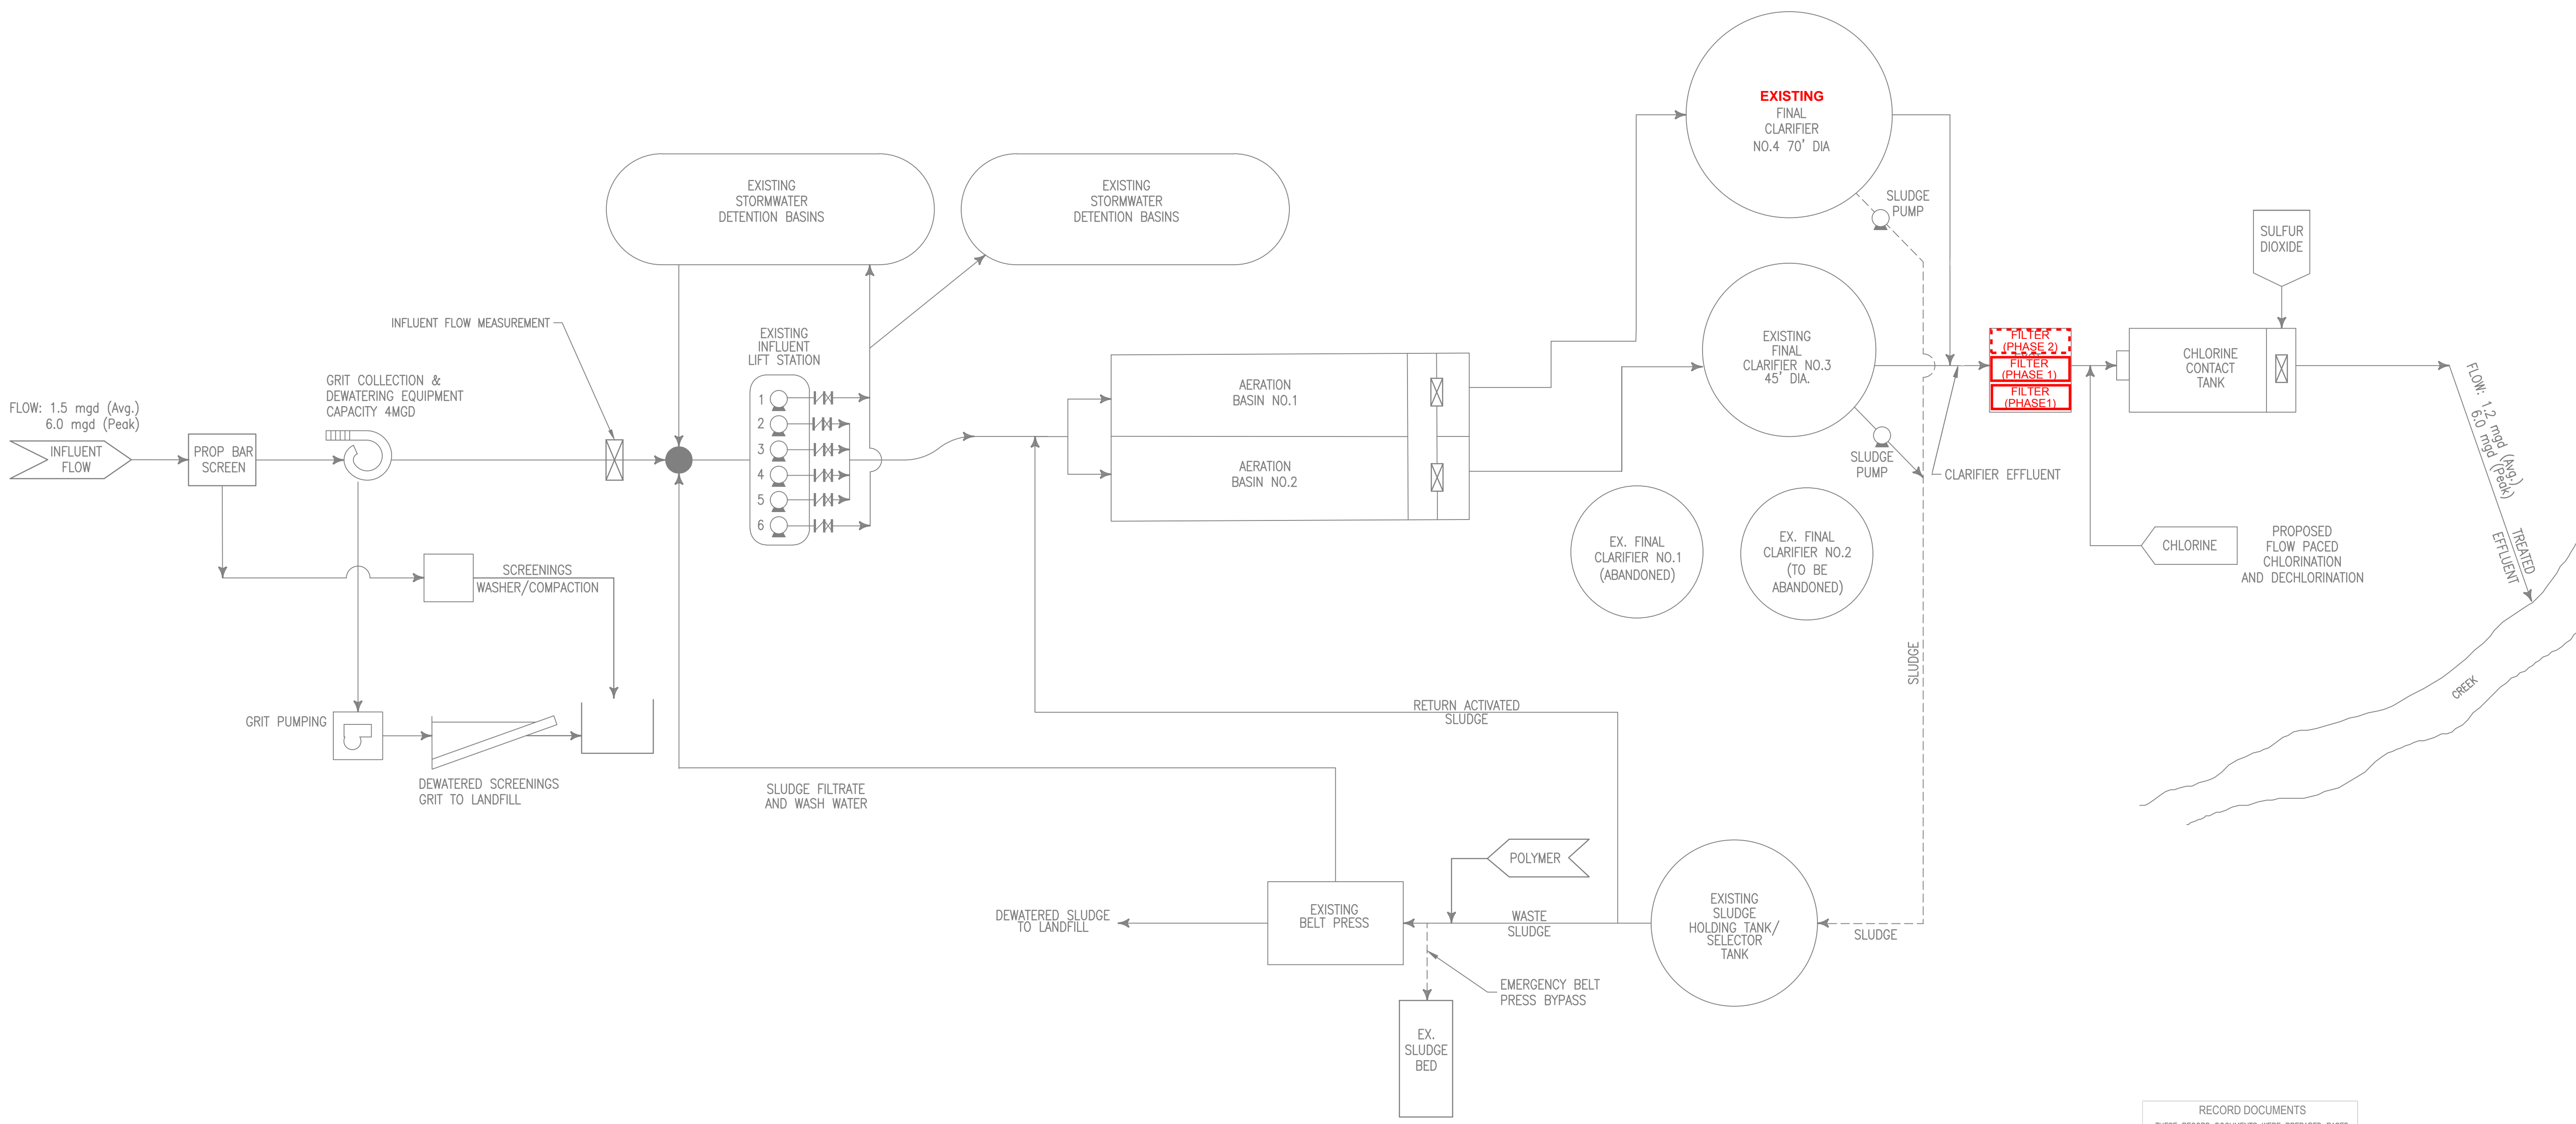 FLOW: 1.5 mgd (Avg.)
6.0 mgd (Peak)
INFLUENT
FLOW
PROP BAR
SCREEN
GRIT COLLECTION &
DEWATERING EQUIPMENT
CAPACITY 4MGD
INFLUENT FLOW MEASUREMENT
SCREENINGS
WASHER/COMPACTION
GRIT PUMPING
DEWATERED SCREENINGS
GRIT TO LANDFILL
EXISTING
STORMWATER
DETENTION BASINS
EXISTING
STORMWATER
DETENTION BASINS
EXISTING
INFLUENT
LIFT STATION
1
2
3
4
5
6
AERATION
BASIN NO.1
AERATION
BASIN NO.2
EXISTING
FINAL
CLARIFIER
NO.4 70' DIA
SLUDGE
PUMP
EXISTING
FINAL
CLARIFIER NO.3
45' DIA.
SLUDGE
PUMP
CLARIFIER EFFLUENT
EX. FINAL
CLARIFIER NO.1
(ABANDONED)
EX. FINAL
CLARIFIER NO.2
(TO BE
ABANDONED)
FILTER
(PHASE 2)
FILTER
(PHASE 1)
FILTER
(PHASE1)
SULFUR
DIOXIDE
CHLORINE
CONTACT
TANK
CHLORINE
PROPOSED
FLOW PACED
CHLORINATION
AND DECHLORINATION
FLOW: 1.2 mgd (Avg.)
6.0 mgd (Peak)
TREATED
EFFLUENT
CREEK
SLUDGE
RETURN ACTIVATED
SLUDGE
SLUDGE FILTRATE
AND WASH WATER
POLYMER
DEWATERED SLUDGE
TO LANDFILL
EXISTING
BELT PRESS
WASTE
SLUDGE
EXISTING
SLUDGE
HOLDING TANK/
SELECTOR
TANK
SLUDGE
EMERGENCY BELT
PRESS BYPASS
EX.
SLUDGE
BED
RECORD DOCUMENTS